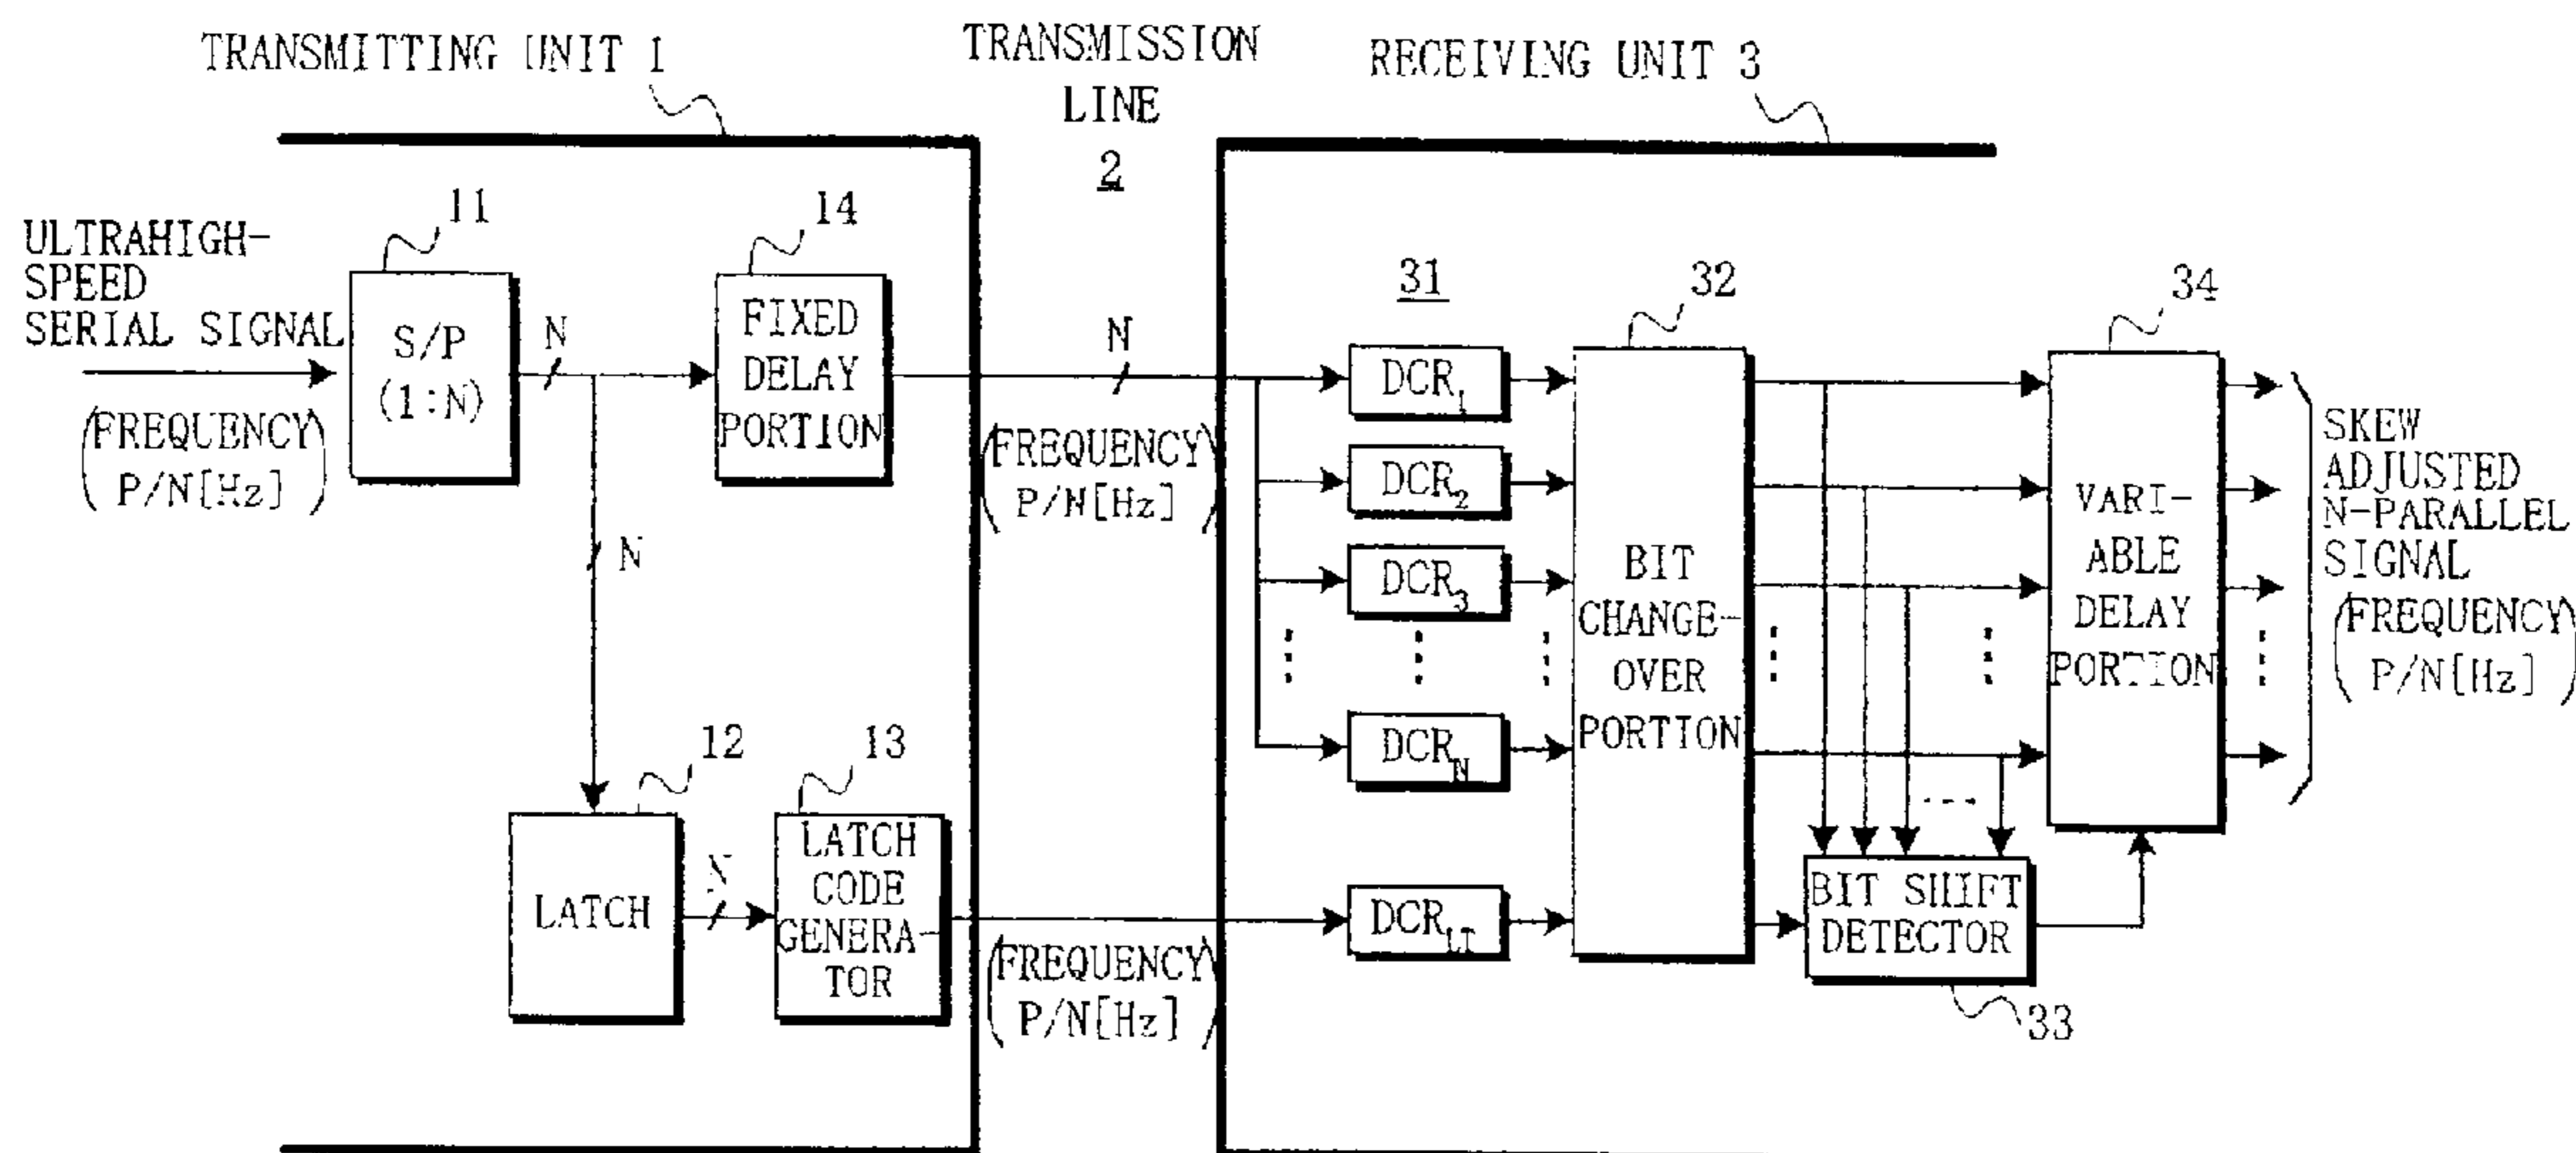 TRANSMITTING UNIT 1
TRANSMISSION
LINE
2
RECEIVING UNIT 3
ULTRAHIGH-
SPEED
SERIAL SIGNAL
(FREQUENCY)
P/N[Hz]
11
S/P
(1:N)
N
14
FIXED
DELAY
PORTION
N
12
LATCH
N
13
LATCH
CODE
GENERA-
TOR
N
(FREQUENCY)
P/N[Hz]
(FREQUENCY)
P/N[Hz]
31
DCR1
DCR2
DCR3
DCRN
DCRLT
32
BIT
CHANGE-
OVER
PORTION
BIT SHIFT
DETECTOR
33
34
VARI-
ABLE
DELAY
PORTION
SKEW
ADJUSTED
N-PARALLEL
SIGNAL
(FREQUENCY)
P/N[Hz]